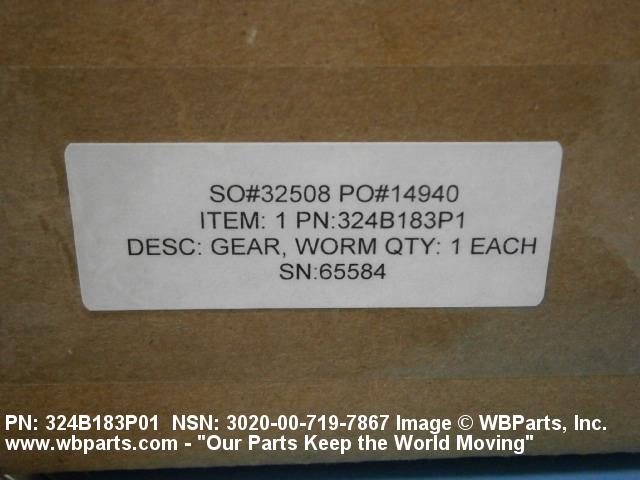 SO#32508 PO#14940
ITEM: 1 PN:324B183P1
DESC: GEAR, WORM QTY: 1 EACH
SN:65584
PN: 324B183P01 NSN: 3020-00-719-7867 Image © WBParts, Inc.
www.wbparts.com - "Our Parts Keep the World Moving"